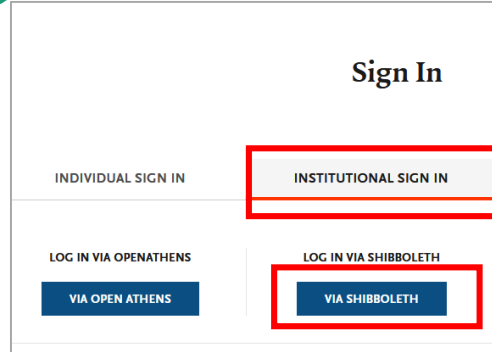 Sign In
INDIVIDUAL SIGN IN
INSTITUTIONAL SIGN IN
LOG IN VIA OPENATHENS
LOG IN VIA SHIBBOLETH
VIA OPEN ATHENS
VIA SHIBBOLETH